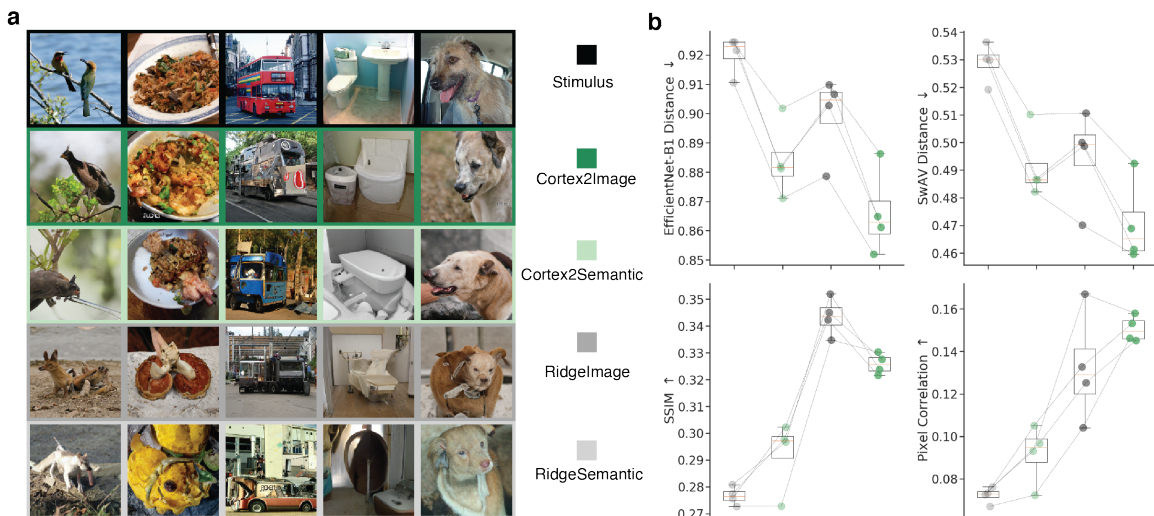 a
Stimulus
Cortex2Image
Cortex2Semantic
RidgeImage
RidgeSemantic
b
EfficientNet-B1 Distance ↓
0.92
0.91
0.90
0.89
0.88
0.87
0.86
0.85
SwAV Distance ↓
0.54
0.53
0.52
0.51
0.50
0.49
0.48
0.47
0.46
SSIM ↑
0.35
0.34
0.33
0.32
0.31
0.30
0.29
0.28
0.27
Pixel Correlation ↑
0.16
0.14
0.12
0.10
0.08